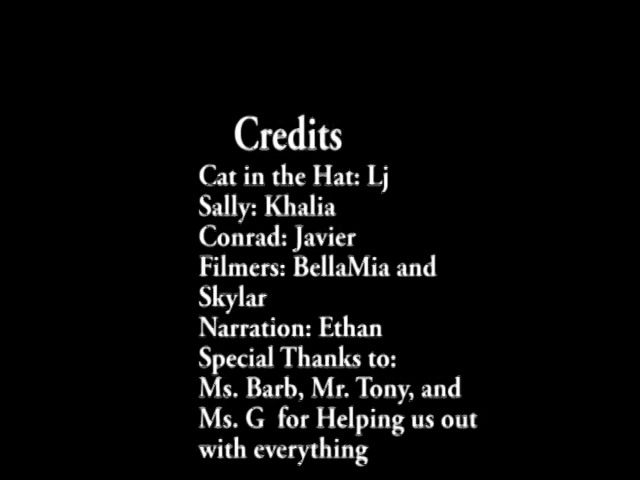 Credits
Cat in the Hat: Lj
Sally: Khalia
Conrad: Javier
Filmers: BellaMia and
Skylar
Narration: Ethan
Special Thanks to:
Ms. Barb, Mr. Tony, and
Ms. G  for Helping us out
with everything